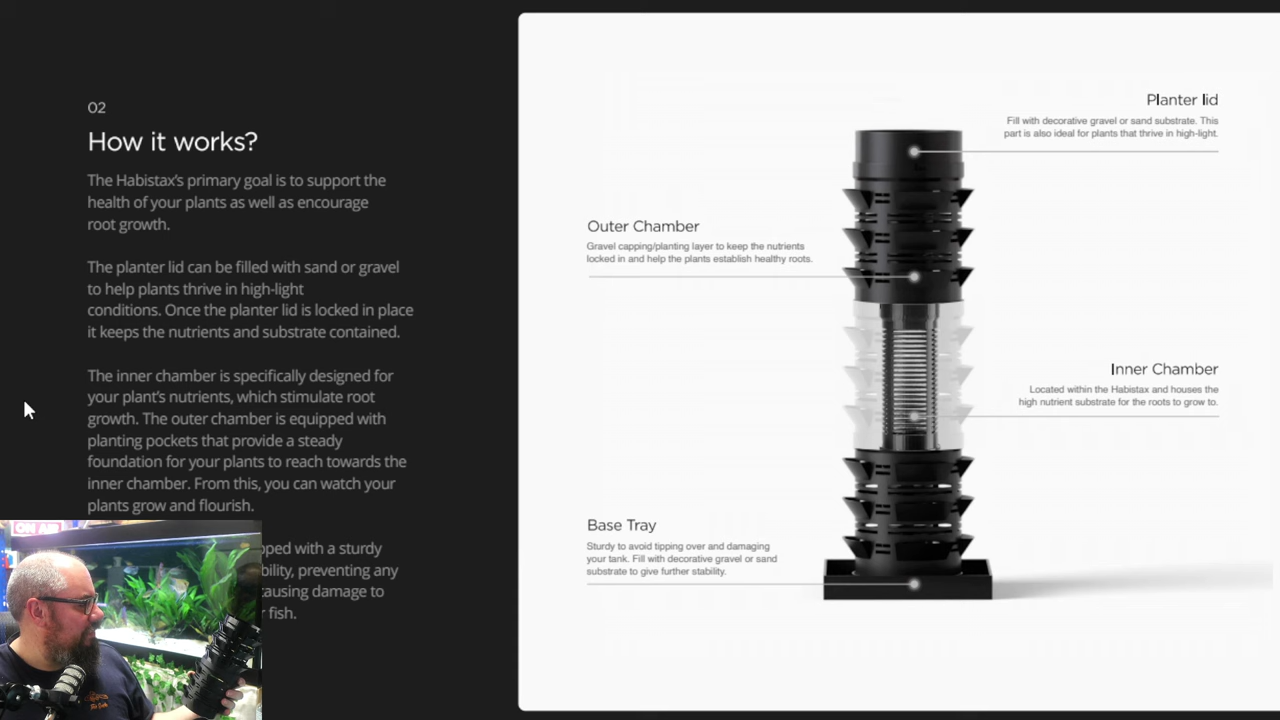 02
How it works?
The Habistax's primary goal is to support the
health of your plants as well as encourage
root growth.
The planter lid can be filled with sand or gravel
to help plants thrive in high-light
conditions. Once the planter lid is locked in place
it keeps the nutrients and substrate contained.
The inner chamber is specifically designed for
your plant's nutrients, which stimulate root
growth. The outer chamber is equipped with
planting pockets that provide a steady
foundation for your plants to reach towards the
inner chamber. From this, you can watch your
plants grow and flourish.
pped with a sturdy
bility, preventing any
causing damage to
fish.
ON AIR
Planter lid
Fill with decorative gravel or sand substrate. This
part is also ideal for plants that thrive in high-light.
Outer Chamber
Gravel capping/planting layer to keep the nutrients
locked in and help the plants establish healthy roots.
Inner Chamber
Located within the Habistax and houses the
high nutrient substrate for the roots to grow to.
Base Tray
Sturdy to avoid tipping over and damaging
your tank. Fill with decorative gravel or sand
substrate to give further stability.